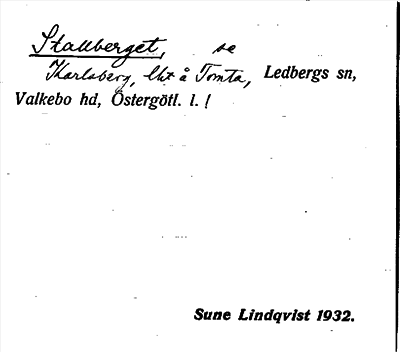 Stallberget, se
Karlsberg, lht å Tomta, Ledbergs sn,
Valkebo hd, Östergötl. l. /
Sune Lindqvist 1932.